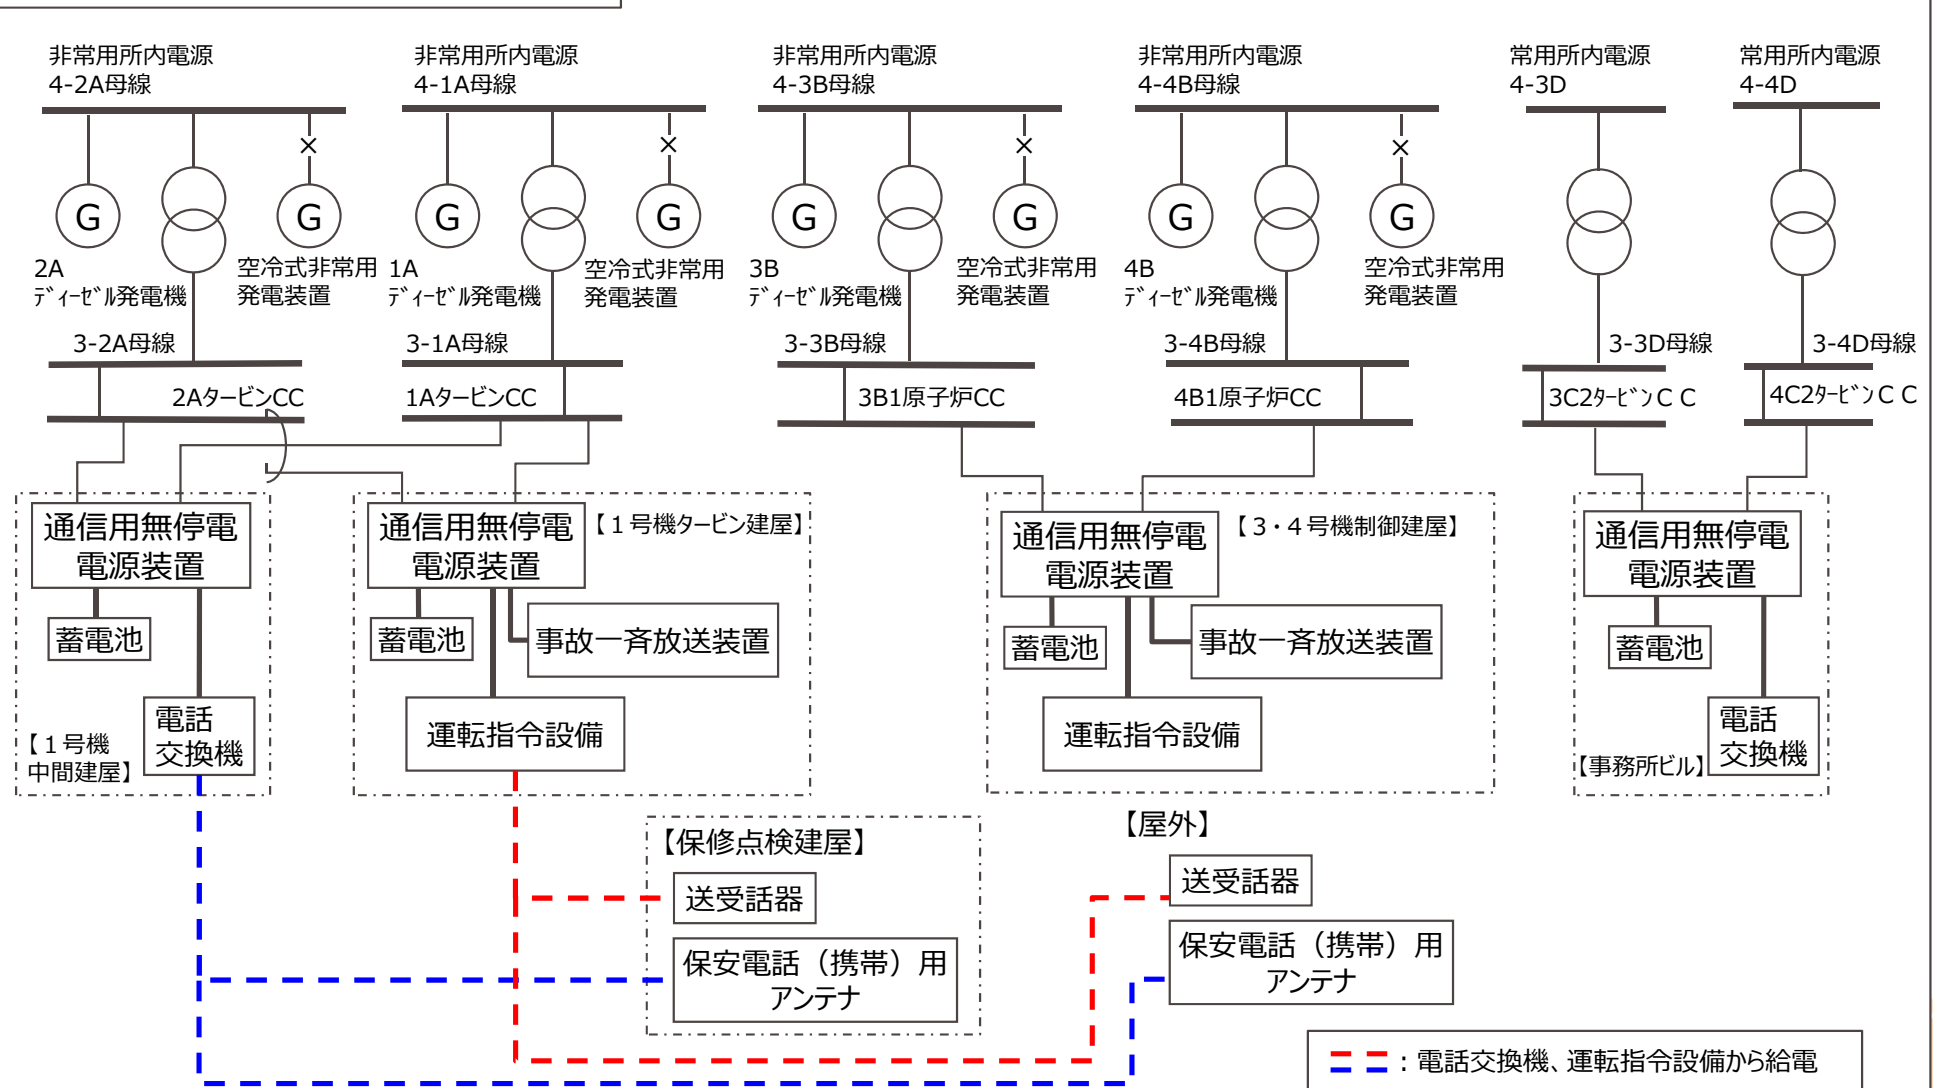 非常用所内電源
4-2A母線
非常用所内電源
4-1A母線
非常用所内電源
4-3B母線
非常用所内電源
4-4B母線
常用所内電源
4-3D
常用所内電源
4-4D
×
×
×
×
G
G
G
G
G
G
G
G
2A
ﾃﾞｨｰｾﾞﾙ発電機
空冷式非常用
発電装置
1A
ﾃﾞｨｰｾﾞﾙ発電機
空冷式非常用
発電装置
3B
ﾃﾞｨｰｾﾞﾙ発電機
空冷式非常用
発電装置
4B
ﾃﾞｨｰｾﾞﾙ発電機
空冷式非常用
発電装置
3-2A母線
3-1A母線
3-3B母線
3-4B母線
3-3D母線
3-4D母線
2AタービンCC
1AタービンCC
3B1原子炉CC
4B1原子炉CC
3C2ﾀｰﾋﾞﾝＣＣ
4C2ﾀｰﾋﾞﾝＣＣ
通信用無停電
電源装置
通信用無停電
電源装置
【１号機タービン建屋】
通信用無停電
電源装置
【３・４号機制御建屋】
通信用無停電
電源装置
蓄電池
蓄電池
事故一斉放送装置
蓄電池
事故一斉放送装置
蓄電池
電話
交換機
【１号機
中間建屋】
運転指令設備
運転指令設備
電話
交換機
【事務所ビル】
【保修点検建屋】
送受話器
保安電話（携帯）用
アンテナ
【屋外】
送受話器
保安電話（携帯）用
アンテナ
：電話交換機、運転指令設備から給電